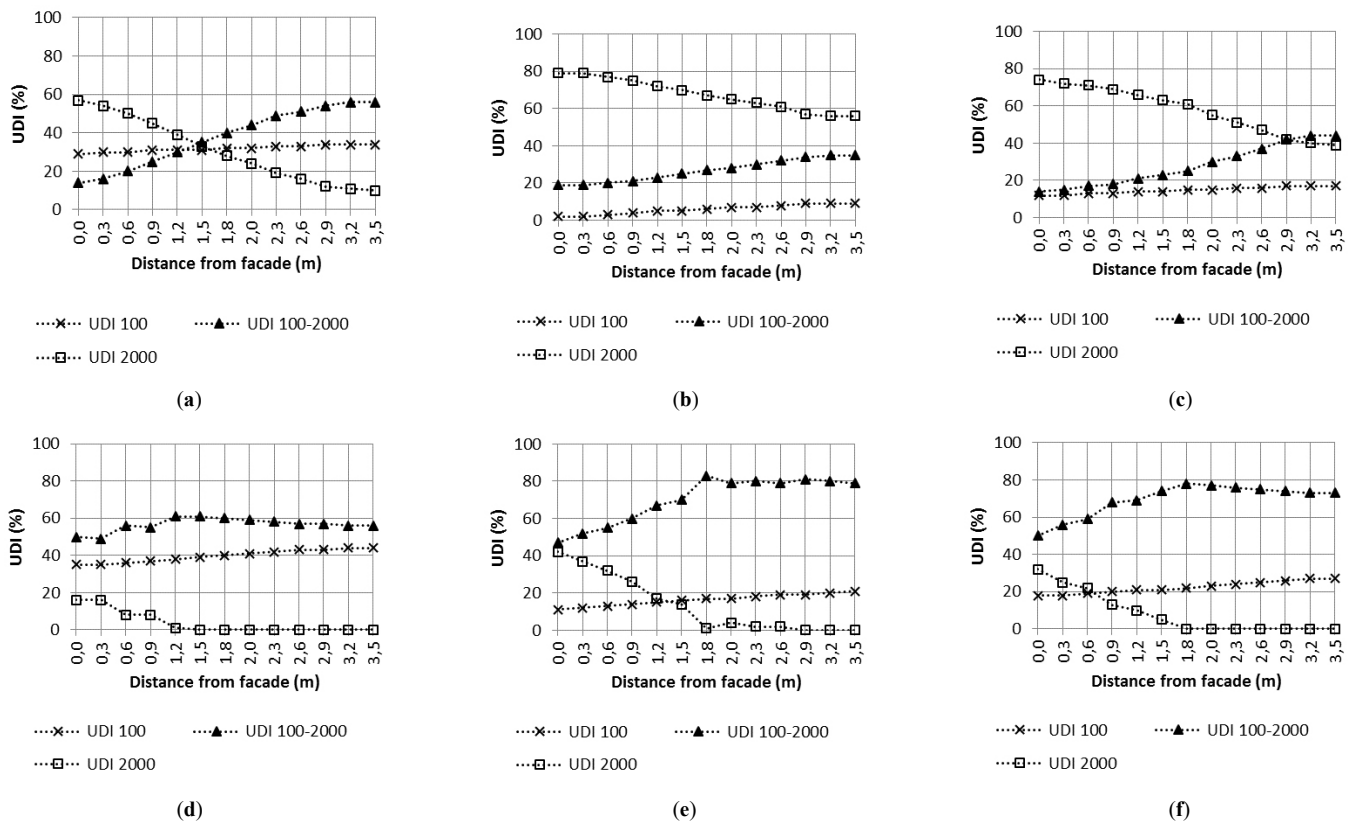 100
80
60
40
20
0
UDI (%)
0,0 0,3 0,6 0,9 1,2 1,5 1,8 2,0 2,3 2,6 2,9 3,2 3,5
Distance from facade (m)
UDI 100 UDI 100-2000
UDI 2000
(a)
100
80
60
40
20
0
UDI (%)
0,0 0,3 0,6 0,9 1,2 1,5 1,8 2,0 2,3 2,6 2,9 3,2 3,5
Distance from facade (m)
UDI 100 UDI 100-2000
UDI 2000
(b)
100
80
60
40
20
0
UDI (%)
0,0 0,3 0,6 0,9 1,2 1,5 1,8 2,0 2,3 2,6 2,9 3,2 3,5
Distance from facade (m)
UDI 100 UDI 100-2000
UDI 2000
(c)
100
80
60
40
20
0
UDI (%)
0,0 0,3 0,6 0,9 1,2 1,5 1,8 2,0 2,3 2,6 2,9 3,2 3,5
Distance from facade (m)
UDI 100 UDI 100-2000
UDI 2000
(d)
100
80
60
40
20
0
UDI (%)
0,0 0,3 0,6 0,9 1,2 1,5 1,8 2,0 2,3 2,6 2,9 3,2 3,5
Distance from facade (m)
UDI 100 UDI 100-2000
UDI 2000
(e)
100
80
60
40
20
0
UDI (%)
0,0 0,3 0,6 0,9 1,2 1,5 1,8 2,0 2,3 2,6 2,9 3,2 3,5
Distance from facade (m)
UDI 100 UDI 100-2000
UDI 2000
(f)